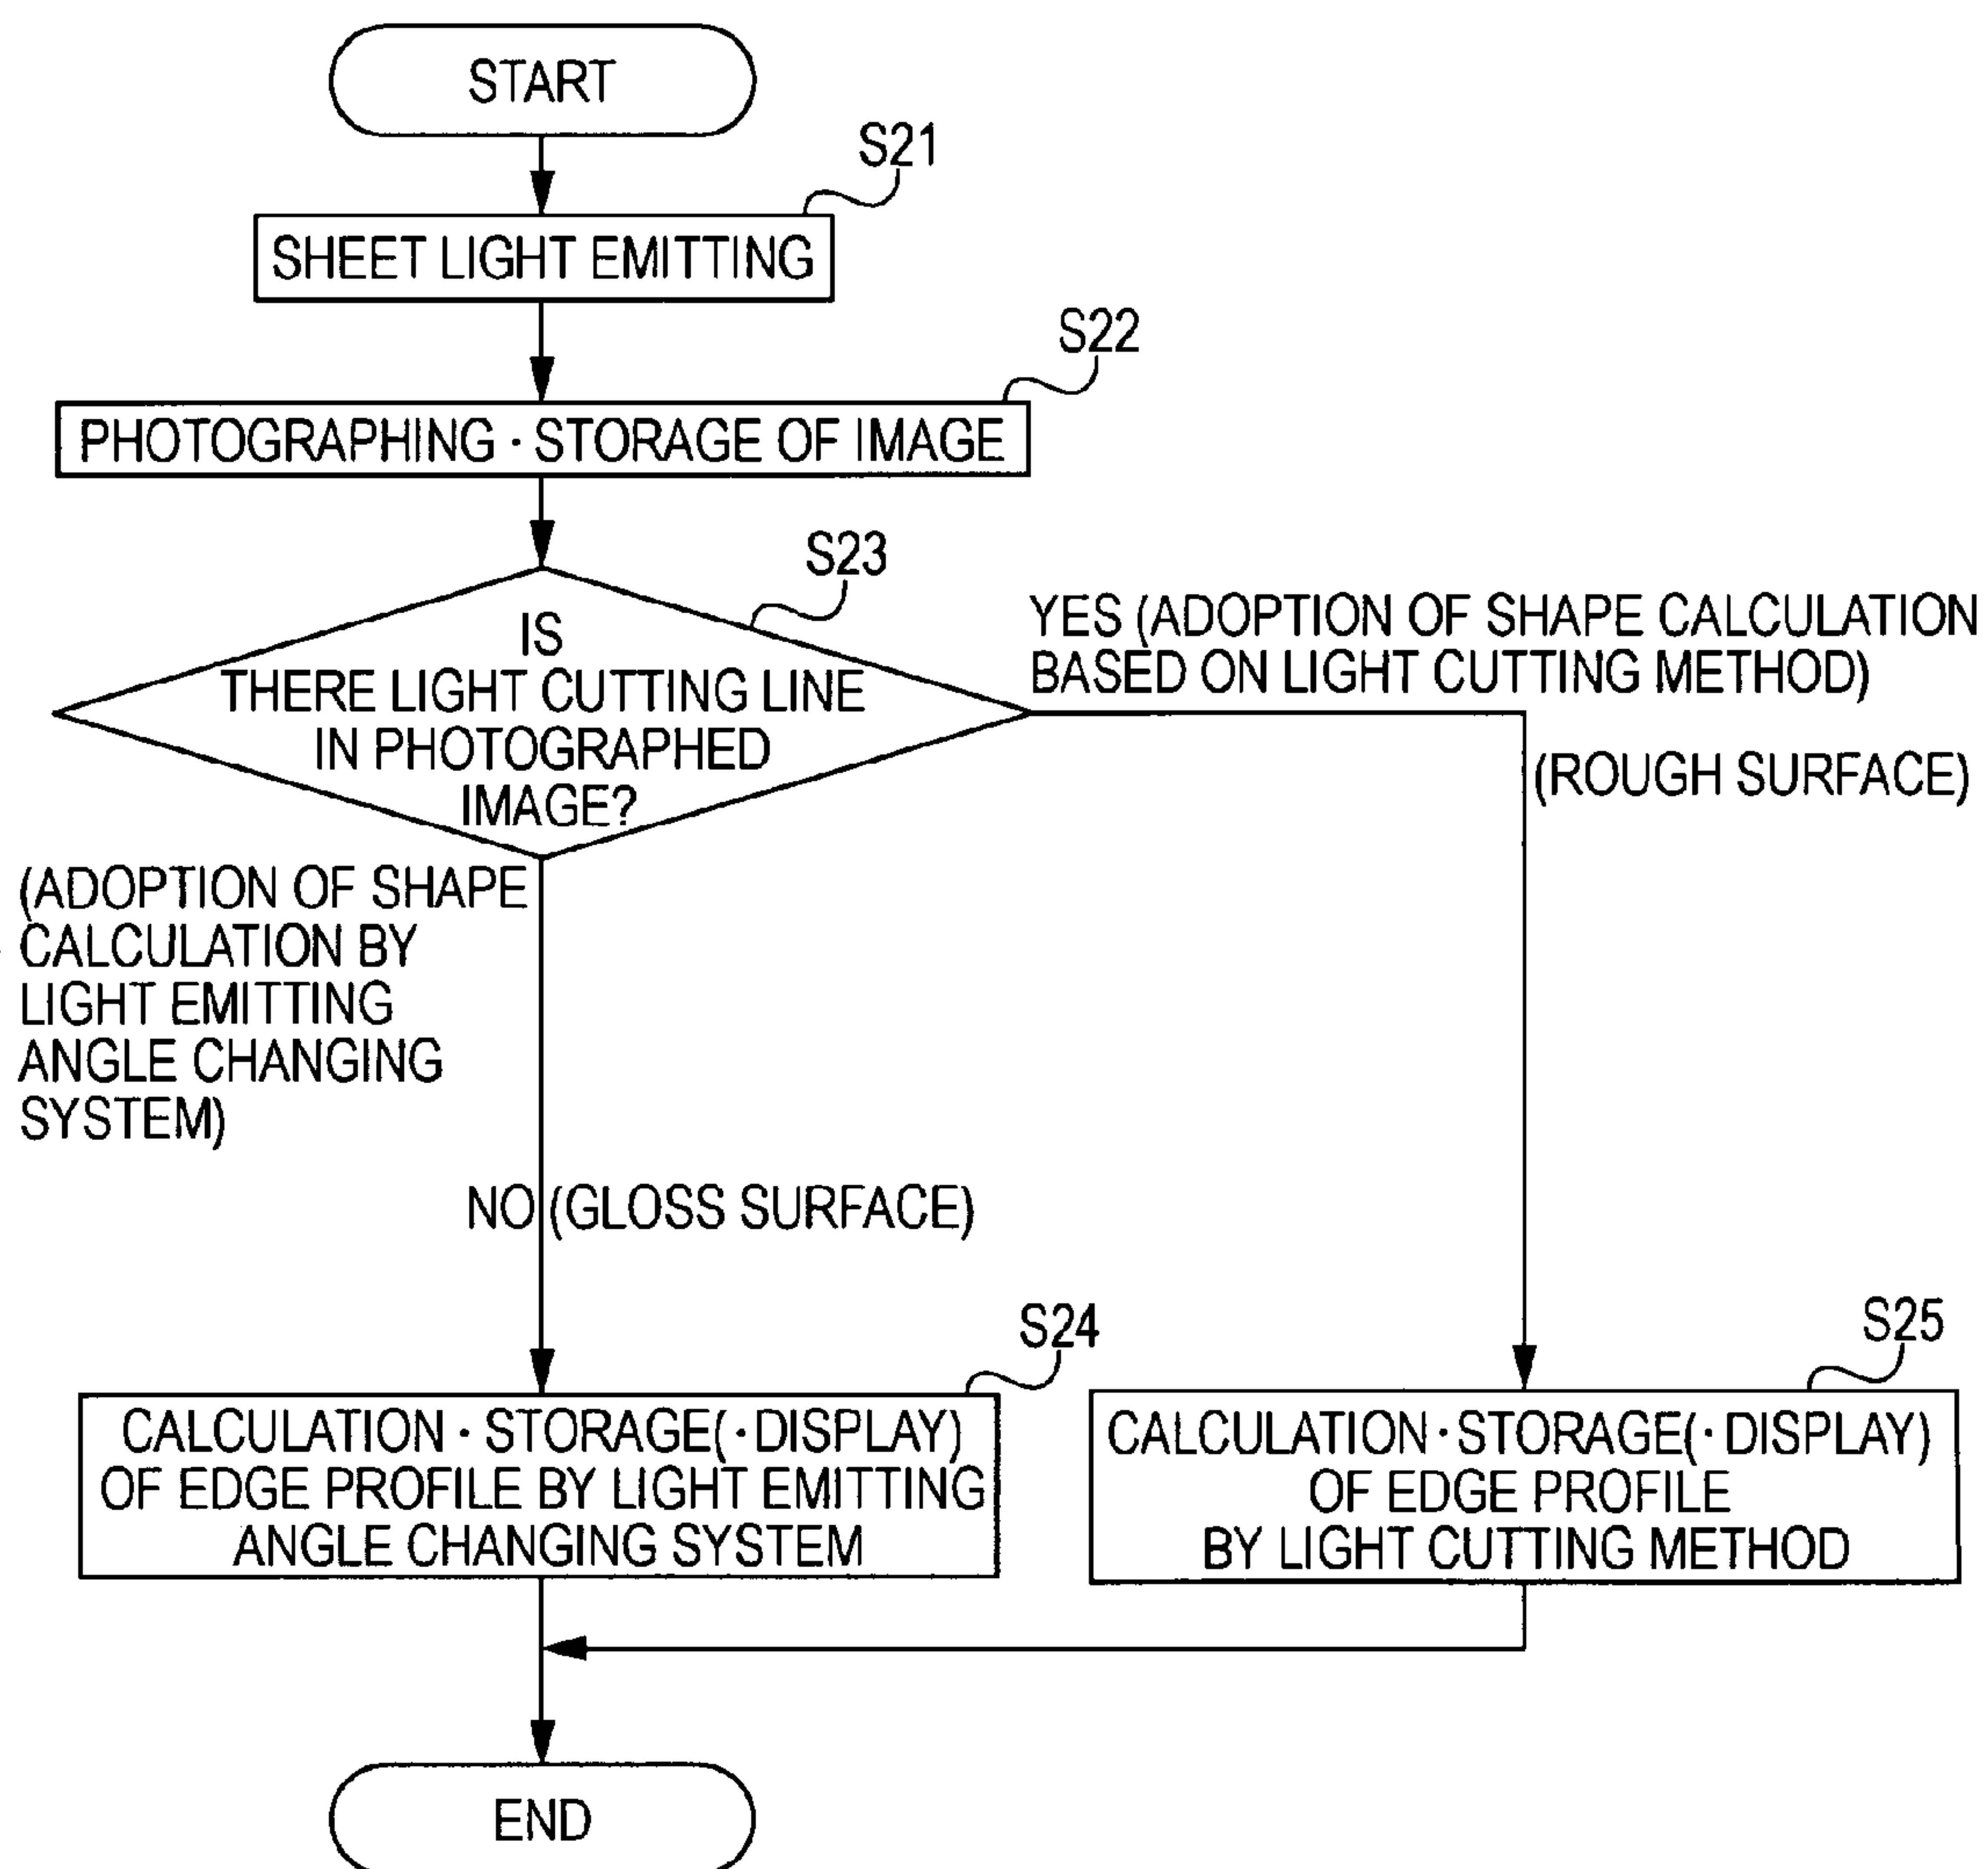 START
S21
SHEET LIGHT EMITTING
S22
PHOTOGRAPHING · STORAGE OF IMAGE
S23
IS
THERE LIGHT CUTTING LINE
IN PHOTOGRAPHED
IMAGE?
YES (ADOPTION OF SHAPE CALCULATION
BASED ON LIGHT CUTTING METHOD)
(ROUGH SURFACE)
(ADOPTION OF SHAPE
CALCULATION BY
LIGHT EMITTING
ANGLE CHANGING
SYSTEM)
NO (GLOSS SURFACE)
S24
CALCULATION · STORAGE( · DISPLAY)
OF EDGE PROFILE BY LIGHT EMITTING
ANGLE CHANGING SYSTEM
S25
CALCULATION · STORAGE( · DISPLAY)
OF EDGE PROFILE
BY LIGHT CUTTING METHOD
END